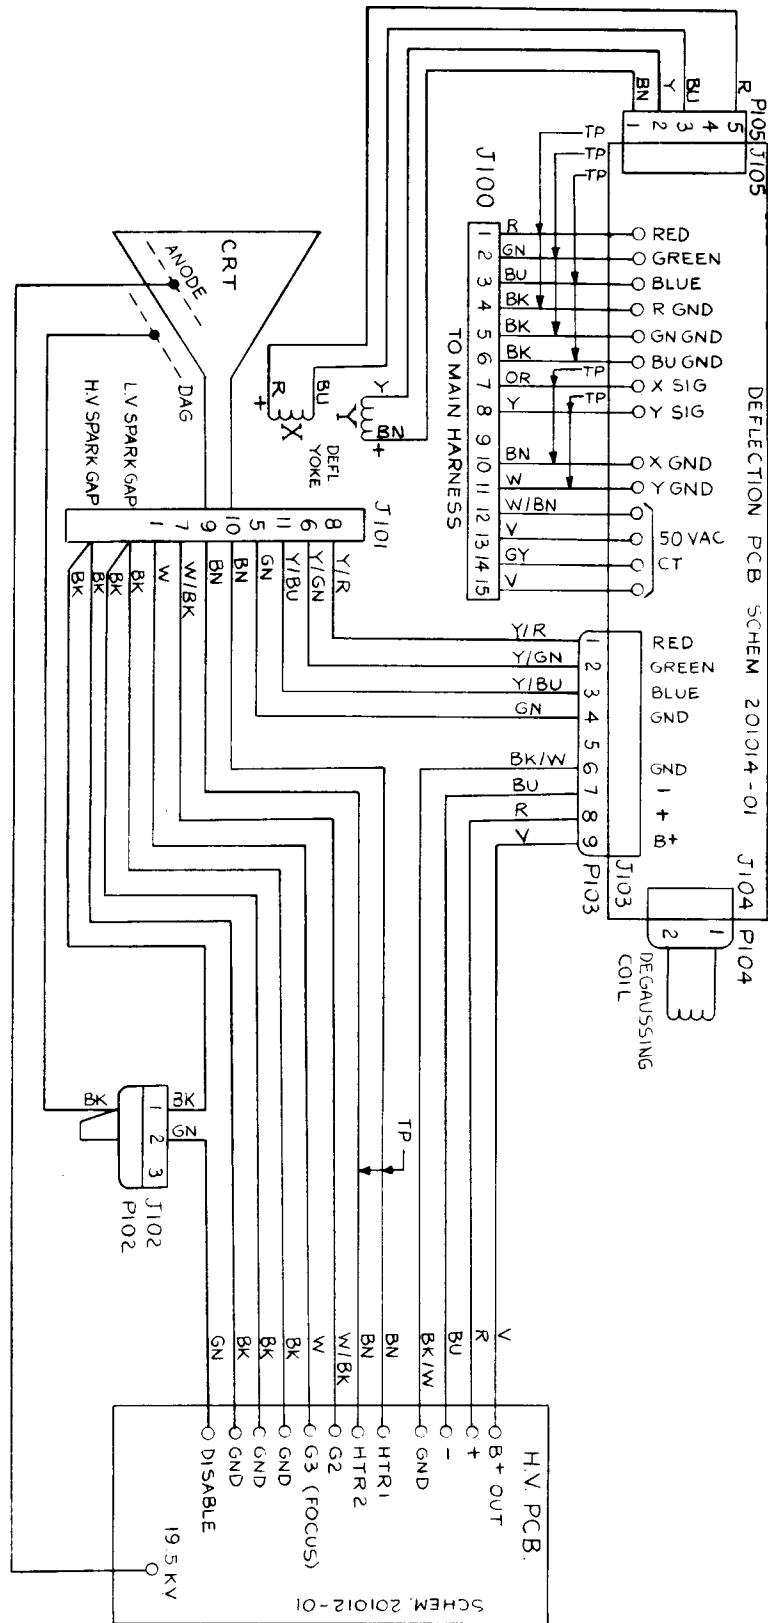 P105
J105
R
BU
Y
BN
5
4
3
2
1
TP
TP
TP
DEFLECTION PCB SCHEM 201014-01
J100
1
2
3
4
5
6
7
8
9
10
11
12
13
14
15
TO MAIN HARNESS
R
GN
BU
BK
BK
BK
OR
Y
BN
W
W/BN
V
GY
V
TP
TP
RED
GREEN
BLUE
R GND
GN GND
BU GND
X SIG
Y SIG
X GND
Y GND
50 VAC
CT
CRT
ANODE
DAG
R
BU
+
X
Y
BN
+
Y
DEFL.
YOKE
J101
8
6
11
5
10
9
7
1
L.V SPARK GAP
H.V SPARK GAP
Y/R
Y/GN
Y/BU
GN
BN
BN
W/BK
W
BK
BK
BK
BK
Y/R
Y/GN
Y/BU
GN
BK/W
BU
R
V
1
2
3
4
5
6
7
8
9
RED
GREEN
BLUE
GND
GND
-
+
B+
J103
P103
J104
P104
1
2
DEGAUSSING
COIL
BK
BK
GN
1
2
3
J102
P102
TP
V
R
BU
BK/W
BN
BN
W/BK
W
BK
BK
BK
GN
H.V. PCB.
B+ OUT
+
-
GND
HTR1
HTR2
G2
G3 (FOCUS)
GND
GND
GND
DISABLE
19.5 KV
SCHEM. 201012-01